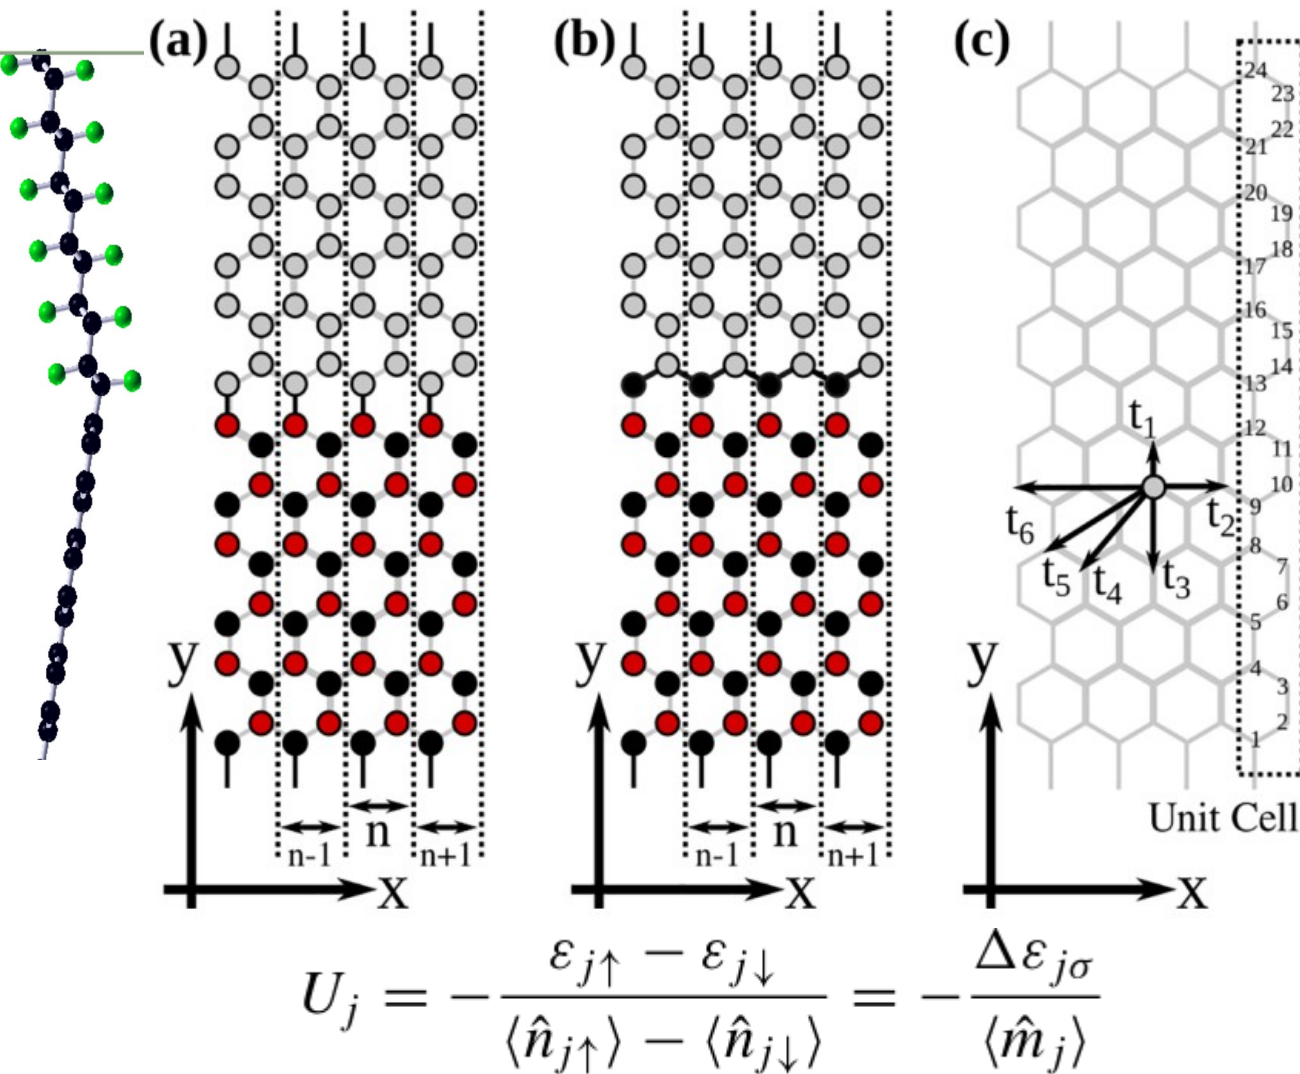 (a) (b) (c)
24
23
22
21
20
19
18
17
16
15
14
13
12
11
10
9
8
7
6
5
4
3
2
1
t₁
t₂
t₆
t₅ t₄ t₃
y y y
n n
n-1 n+1 n-1 n+1
Unit Cell
x x x
U_j = − (ε_{j↑} − ε_{j↓}) / (⟨n̂_{j↑}⟩ − ⟨n̂_{j↓}⟩) = − Δε_{jσ} / ⟨m̂_j⟩